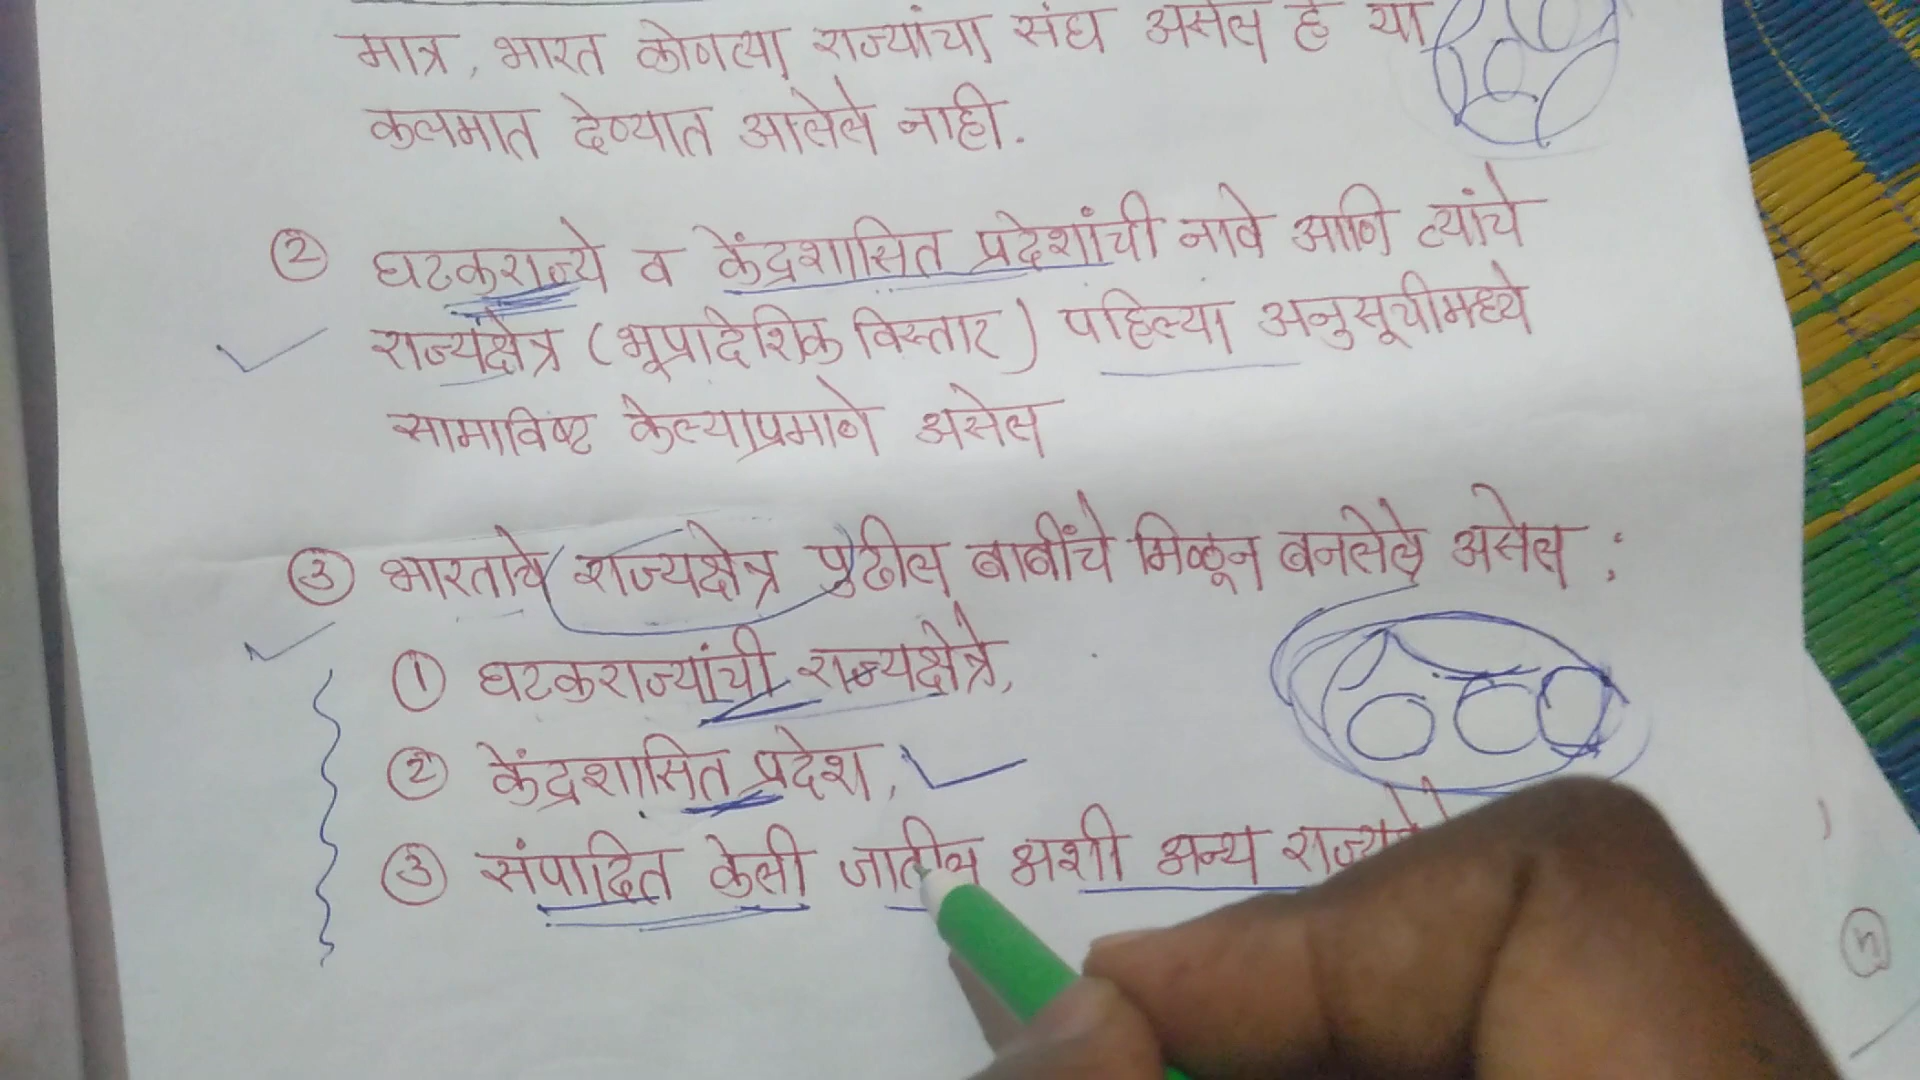 मात्र, भारत कोणत्या राज्यांचा संघ असेल हे या
कलमात देण्यात आलेले नाही.
② घटकराज्ये व केंद्रशासित प्रदेशांची नावे आणि त्यांचे
राज्यक्षेत्र (भूप्रादेशिक विस्तार) पहिल्या अनुसूचीमध्ये
सामाविष्ट केल्याप्रमाणे असेल
③ भारताचे राज्यक्षेत्र पुढील बाबींचे मिळून बनलेले असेल :
① घटकराज्यांची राज्यक्षेत्रे,
② केंद्रशासित प्रदेश,
③ संपादित केली जातील अशी अन्य